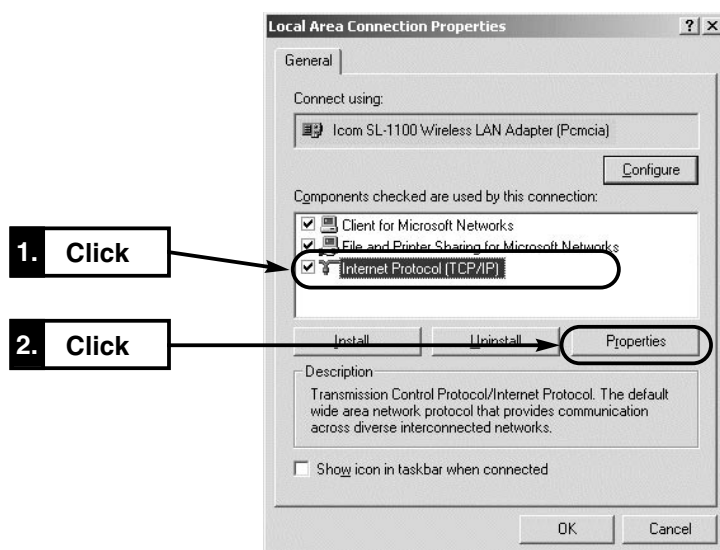 Local Area Connection Properties
General
Connect using:
Icom SL-1100 Wireless LAN Adapter (Pcmcia)
Configure
Components checked are used by this connection:
Client for Microsoft Networks
File and Printer Sharing for Microsoft Networks
1. Click
Internet Protocol (TCP/IP)
2. Click
Install Uninstall Properties
Description
Transmission Control Protocol/Internet Protocol. The default
wide area network protocol that provides communication
across diverse interconnected networks.
Show icon in taskbar when connected
OK Cancel